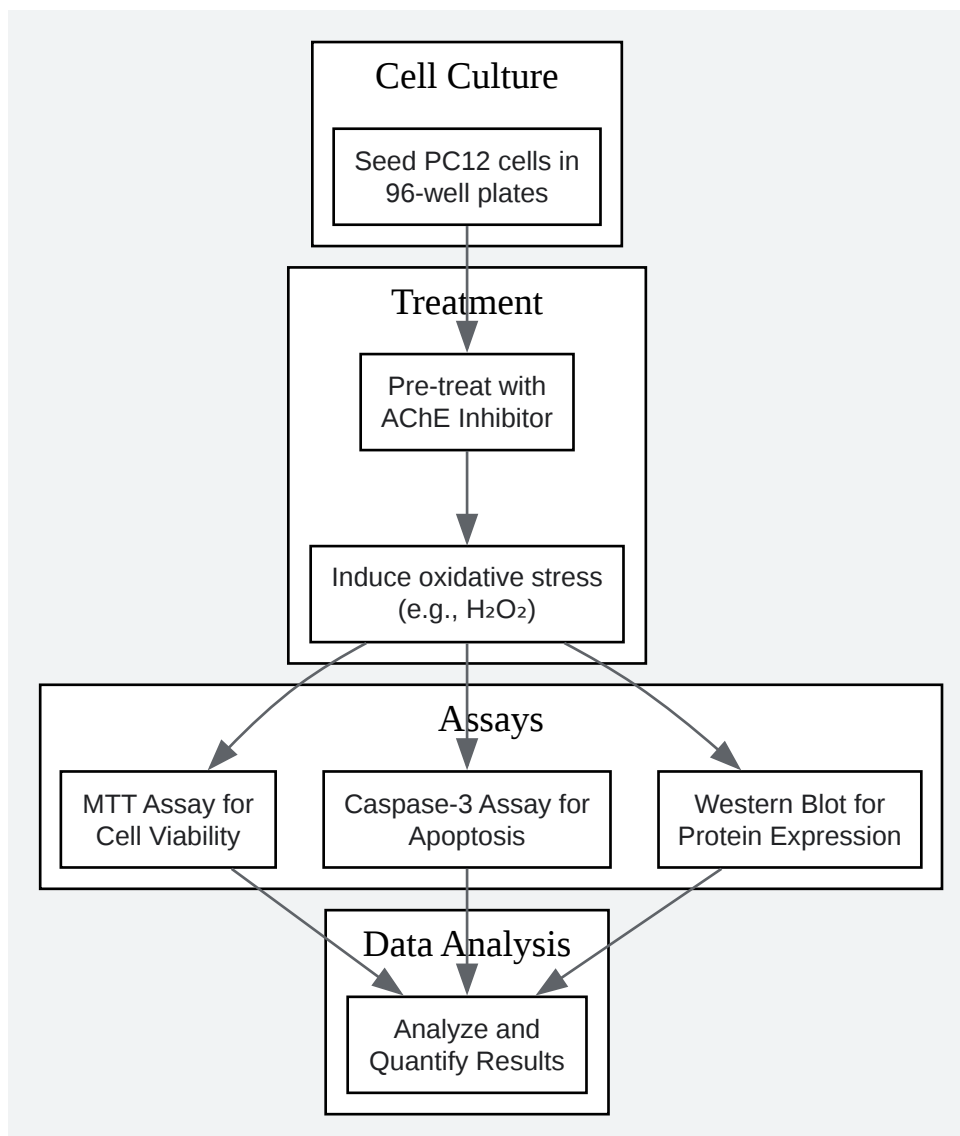 Cell Culture
Seed PC12 cells in
96-well plates
Treatment
Pre-treat with
AChE Inhibitor
Induce oxidative stress
(e.g., H₂O₂)
Assays
MTT Assay for
Cell Viability
Caspase-3 Assay for
Apoptosis
Western Blot for
Protein Expression
Data Analysis
Analyze and
Quantify Results